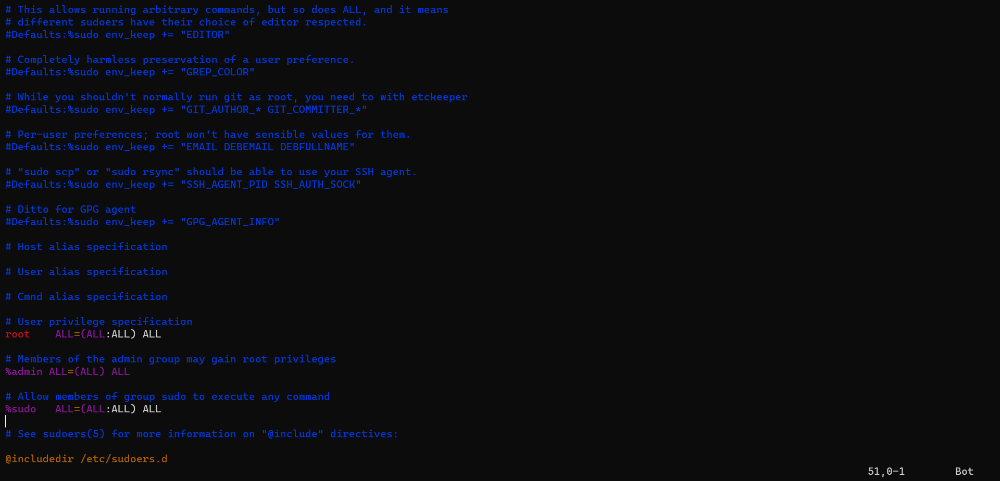 # This allows running arbitrary commands, but so does ALL, and it means
# different sudoers have their choice of editor respected.
#Defaults:%sudo env_keep += "EDITOR"

# Completely harmless preservation of a user preference.
#Defaults:%sudo env_keep += "GREP_COLOR"

# While you shouldn't normally run git as root, you need to with etckeeper
#Defaults:%sudo env_keep += "GIT_AUTHOR_* GIT_COMMITTER_*"

# Per-user preferences; root won't have sensible values for them.
#Defaults:%sudo env_keep += "EMAIL DEBEMAIL DEBFULLNAME"

# "sudo scp" or "sudo rsync" should be able to use your SSH agent.
#Defaults:%sudo env_keep += "SSH_AGENT_PID SSH_AUTH_SOCK"

# Ditto for GPG agent
#Defaults:%sudo env_keep += "GPG_AGENT_INFO"

# Host alias specification

# User alias specification

# Cmnd alias specification

# User privilege specification
root    ALL=(ALL:ALL) ALL

# Members of the admin group may gain root privileges
%admin ALL=(ALL) ALL

# Allow members of group sudo to execute any command
%sudo   ALL=(ALL:ALL) ALL

# See sudoers(5) for more information on "@include" directives:

@includedir /etc/sudoers.d
51,0-1        Bot